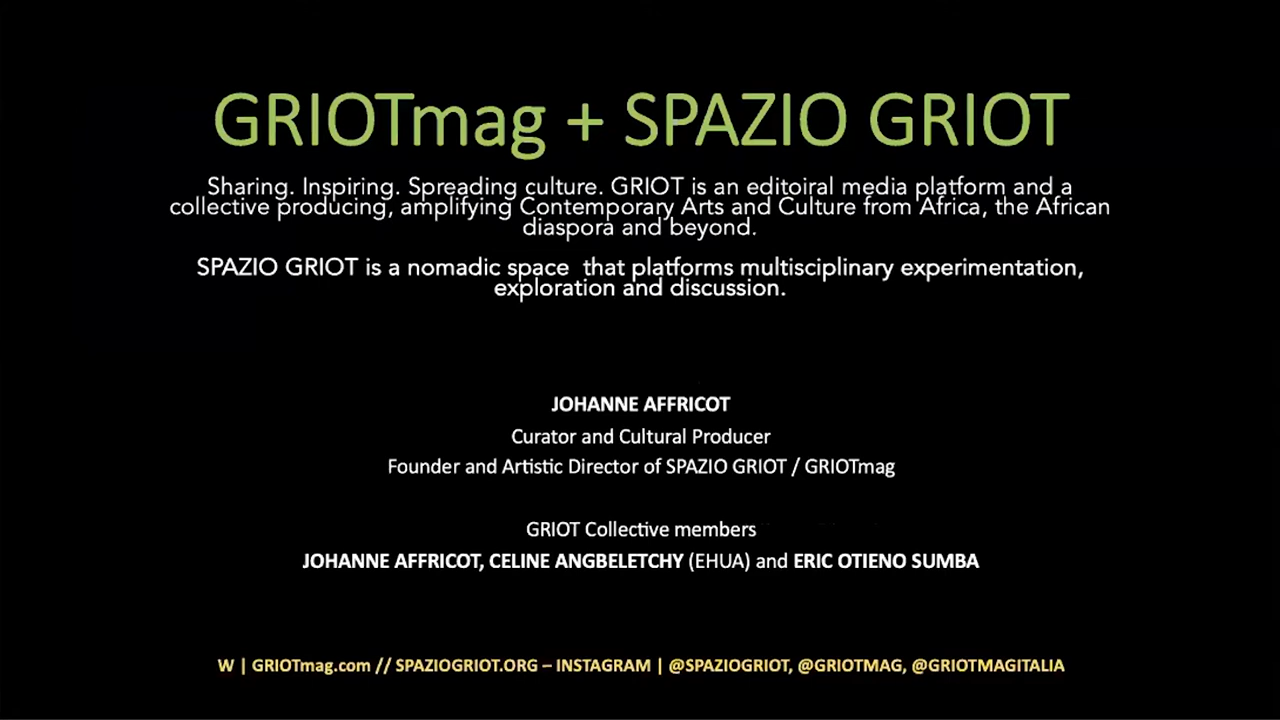 GRIOTmag + SPAZIO GRIOT
Sharing. Inspiring. Spreading culture. GRIOT is an editoiral media platform and a
collective producing, amplifying Contemporary Arts and Culture from Africa, the African
diaspora and beyond.
SPAZIO GRIOT is a nomadic space  that platforms multisciplinary experimentation,
exploration and discussion.
JOHANNE AFFRICOT
Curator and Cultural Producer
Founder and Artistic Director of SPAZIO GRIOT / GRIOTmag
GRIOT Collective members
JOHANNE AFFRICOT, CELINE ANGBELETCHY (EHUA) and ERIC OTIENO SUMBA
W | GRIOTmag.com // SPAZIOGRIOT.ORG – INSTAGRAM | @SPAZIOGRIOT, @GRIOTMAG, @GRIOTMAGITALIA